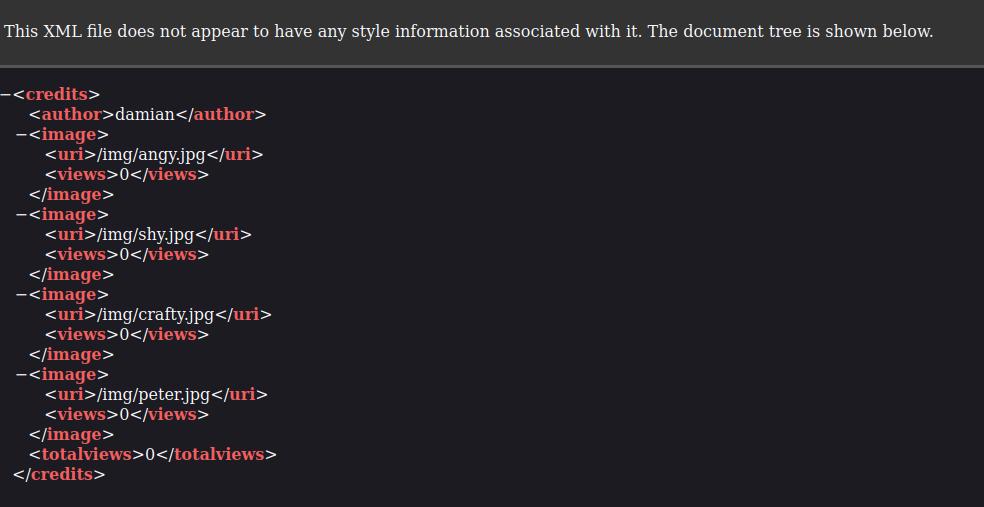 This XML file does not appear to have any style information associated with it. The document tree is shown below.
−<credits>
<author>damian</author>
−<image>
<uri>/img/angy.jpg</uri>
<views>0</views>
</image>
−<image>
<uri>/img/shy.jpg</uri>
<views>0</views>
</image>
−<image>
<uri>/img/crafty.jpg</uri>
<views>0</views>
</image>
−<image>
<uri>/img/peter.jpg</uri>
<views>0</views>
</image>
<totalviews>0</totalviews>
</credits>